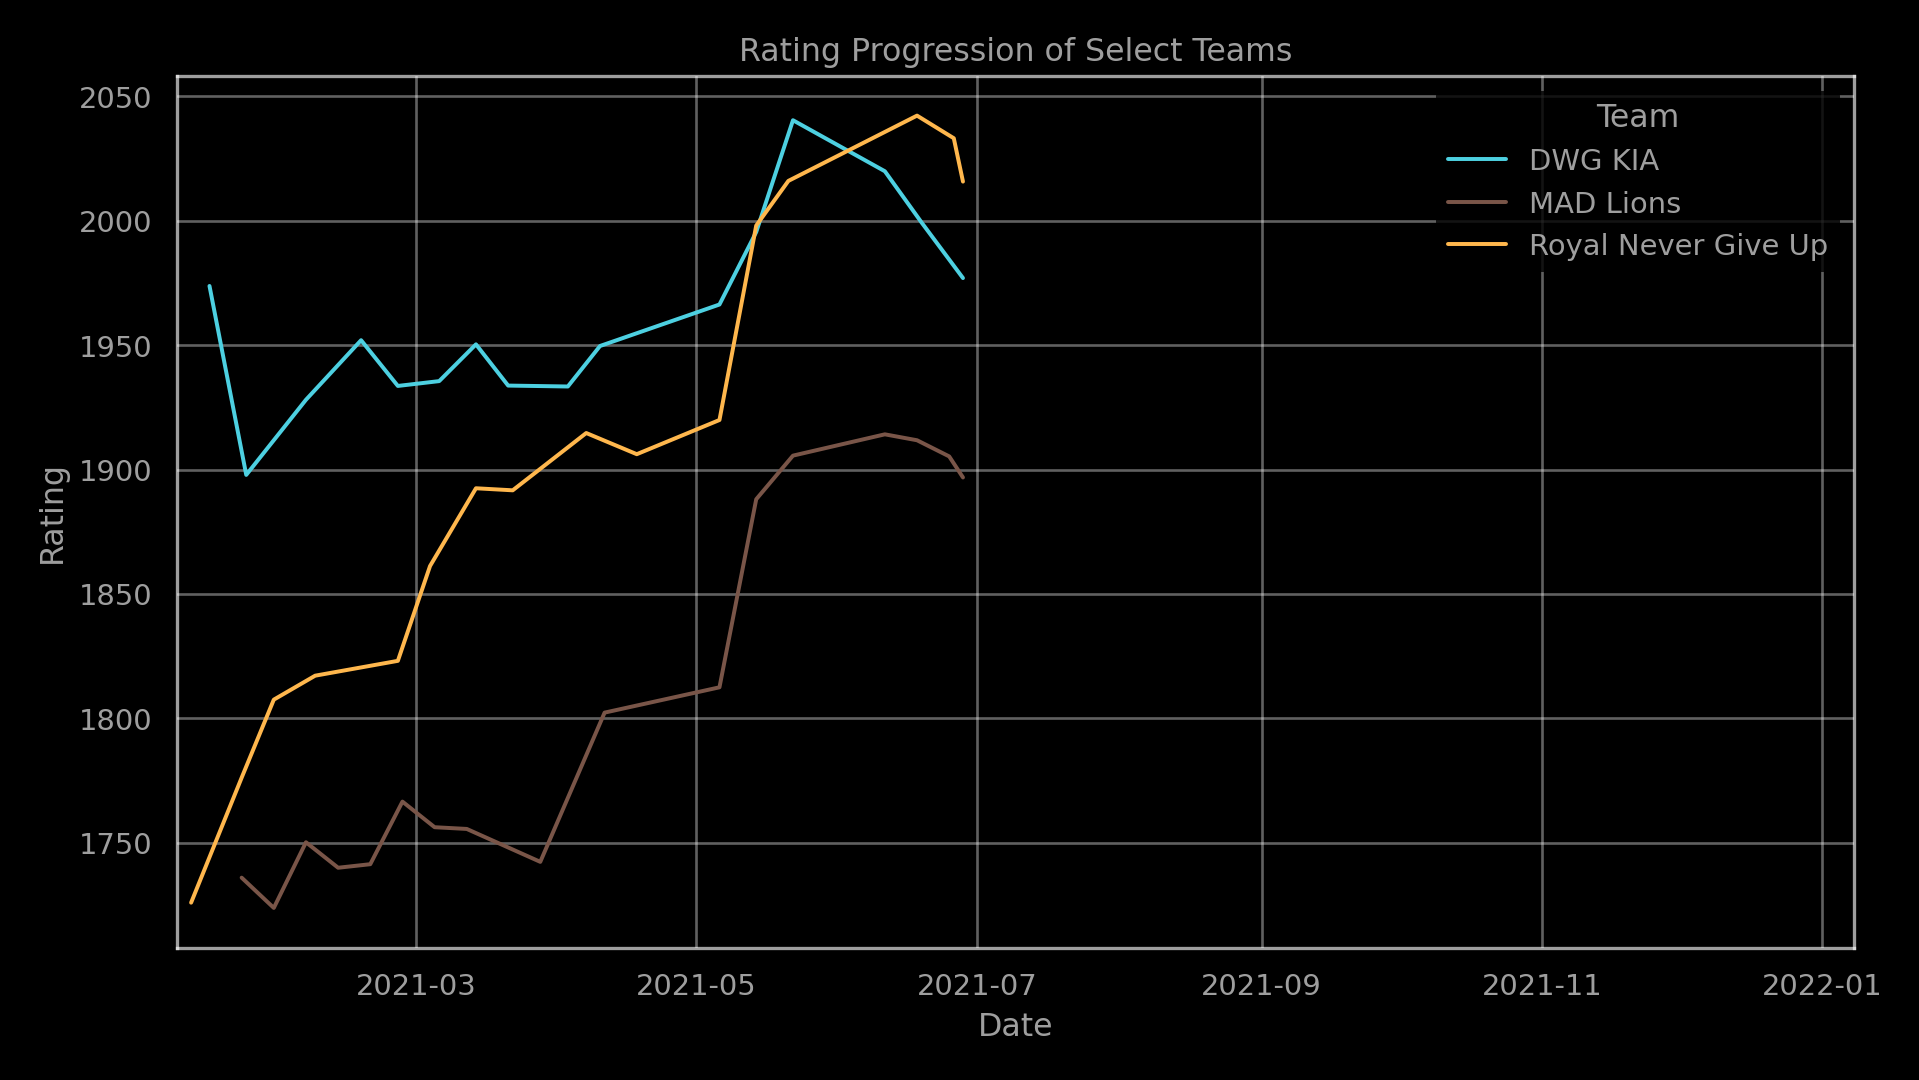 Rating Progression of Select Teams
2050
2000
1950
1900
1850
1800
1750
Rating
Team
DWG KIA
MAD Lions
Royal Never Give Up
2021-03
2021-05
2021-07
2021-09
2021-11
2022-01
Date